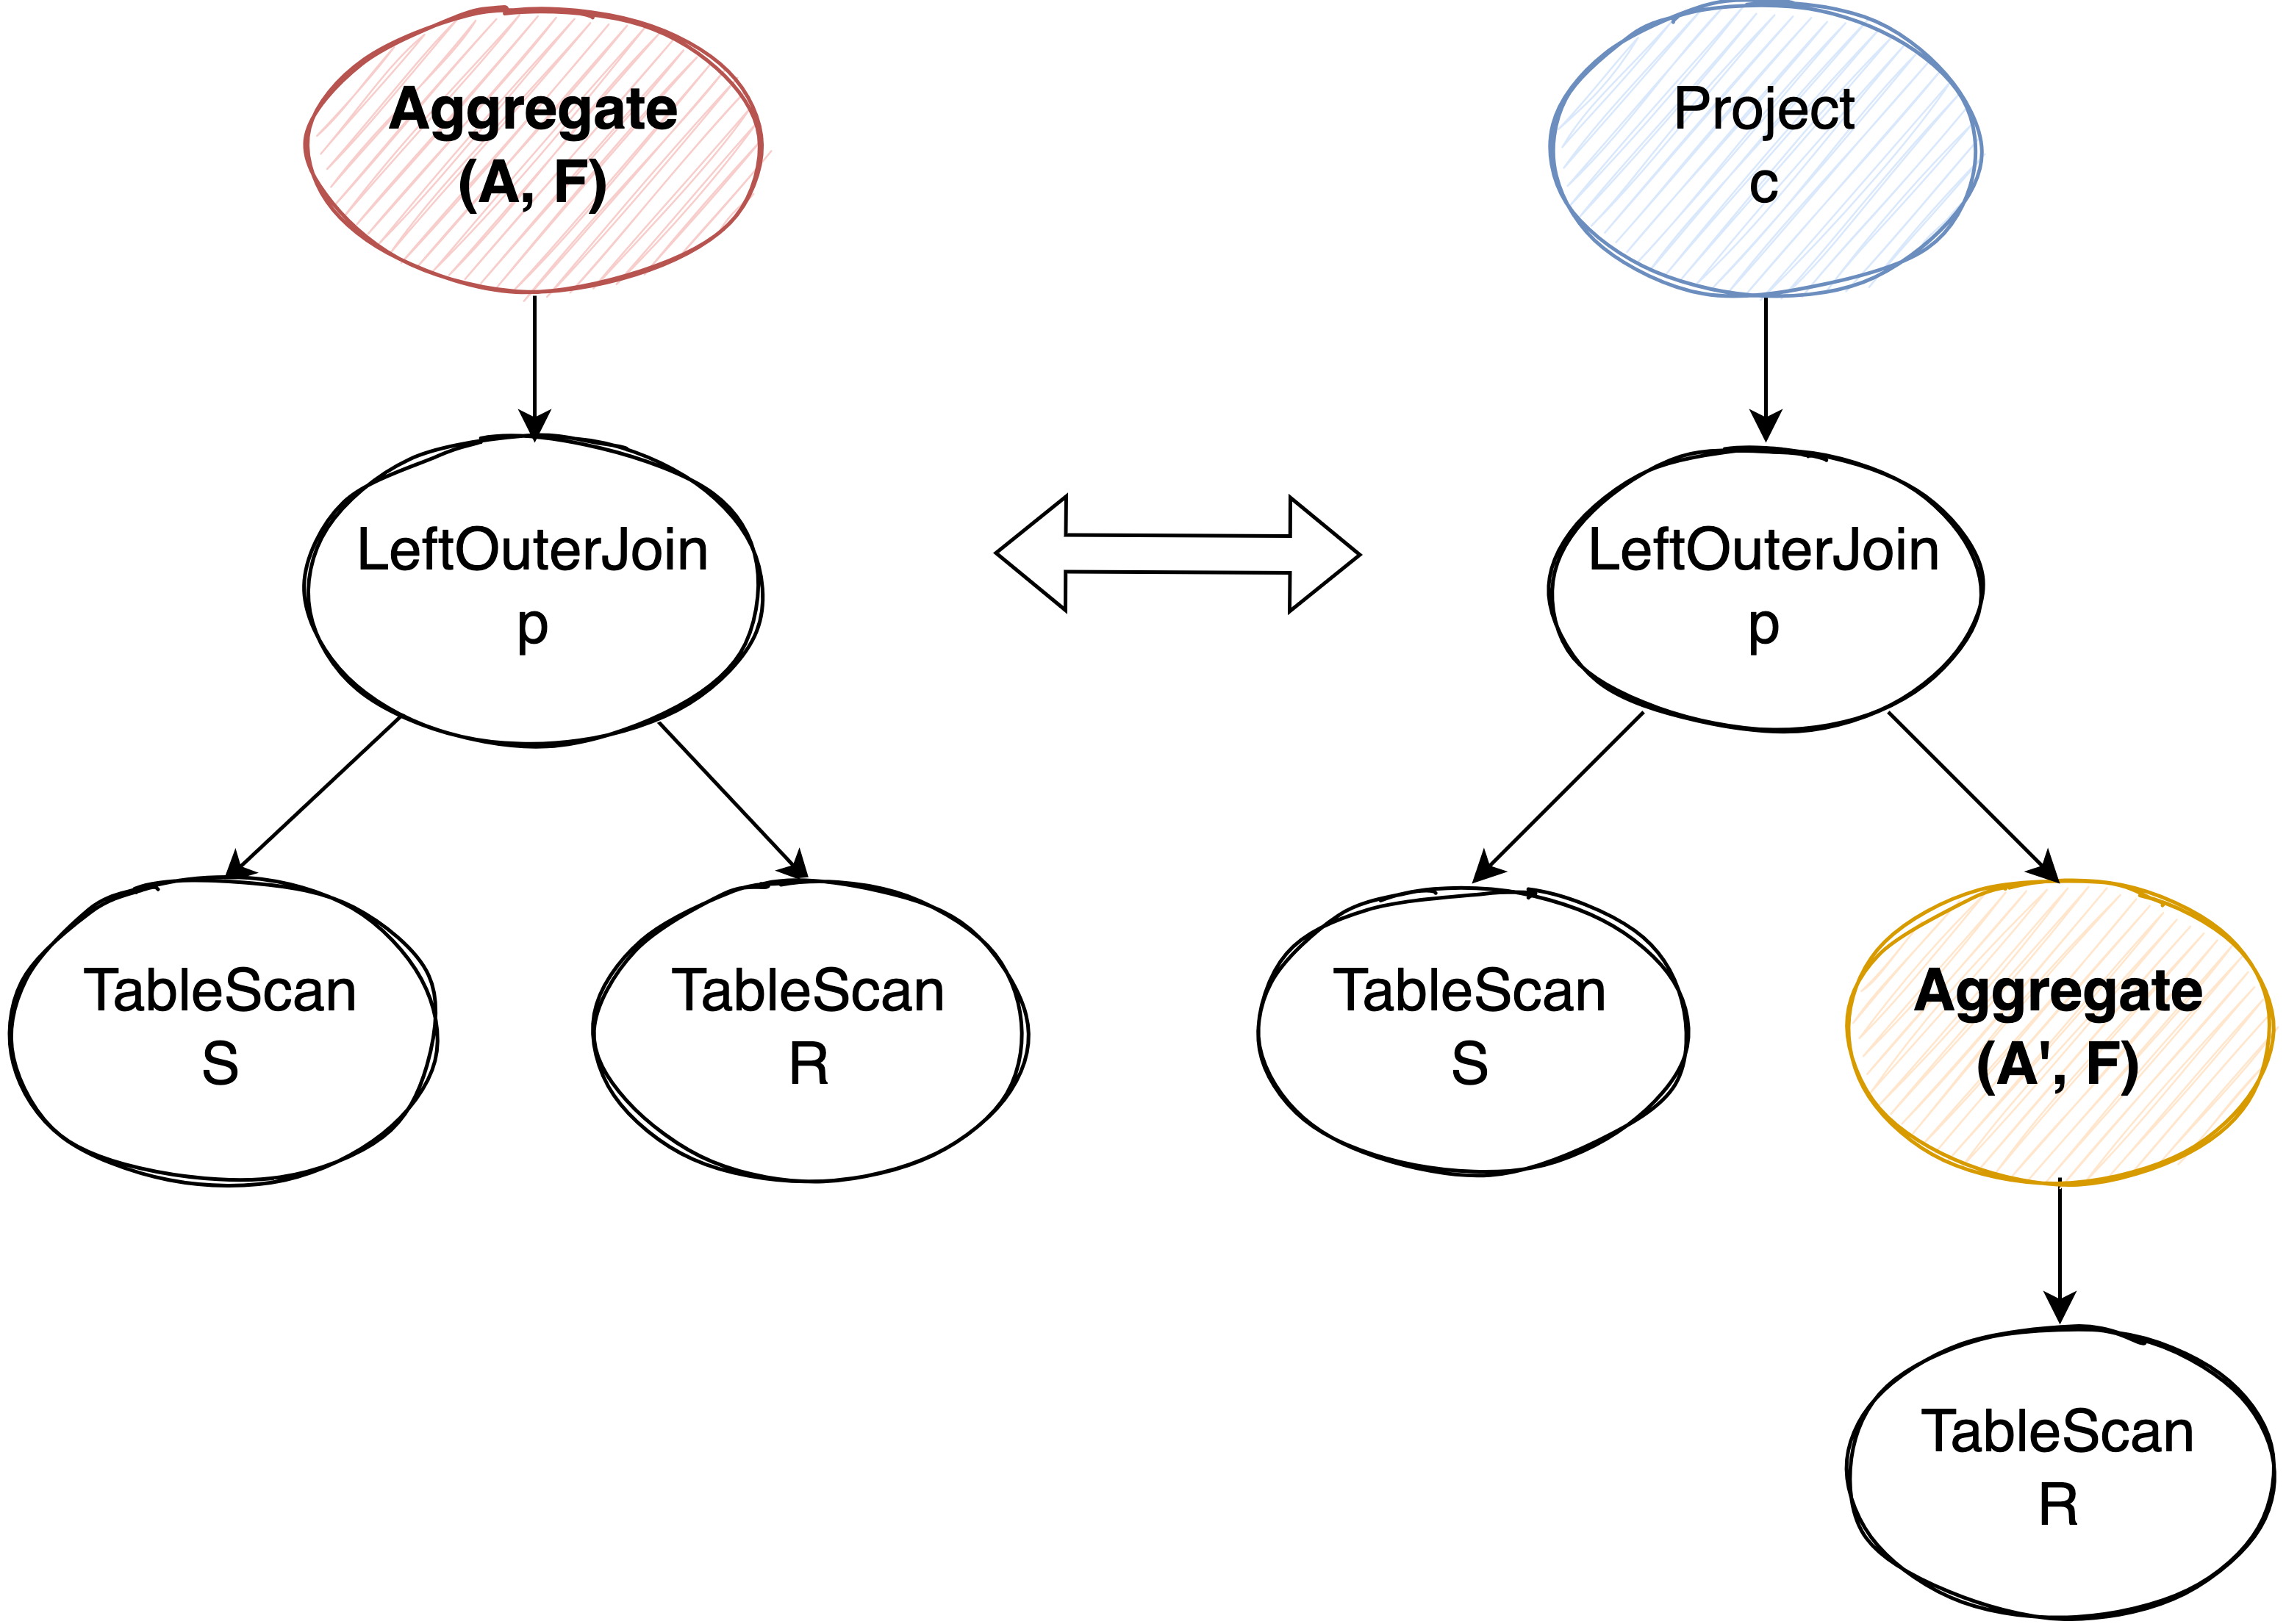 Aggregate
(A, F)
LeftOuterJoin
p
TableScan
S
TableScan
R
Project
c
LeftOuterJoin
p
TableScan
S
Aggregate
(A', F)
TableScan
R